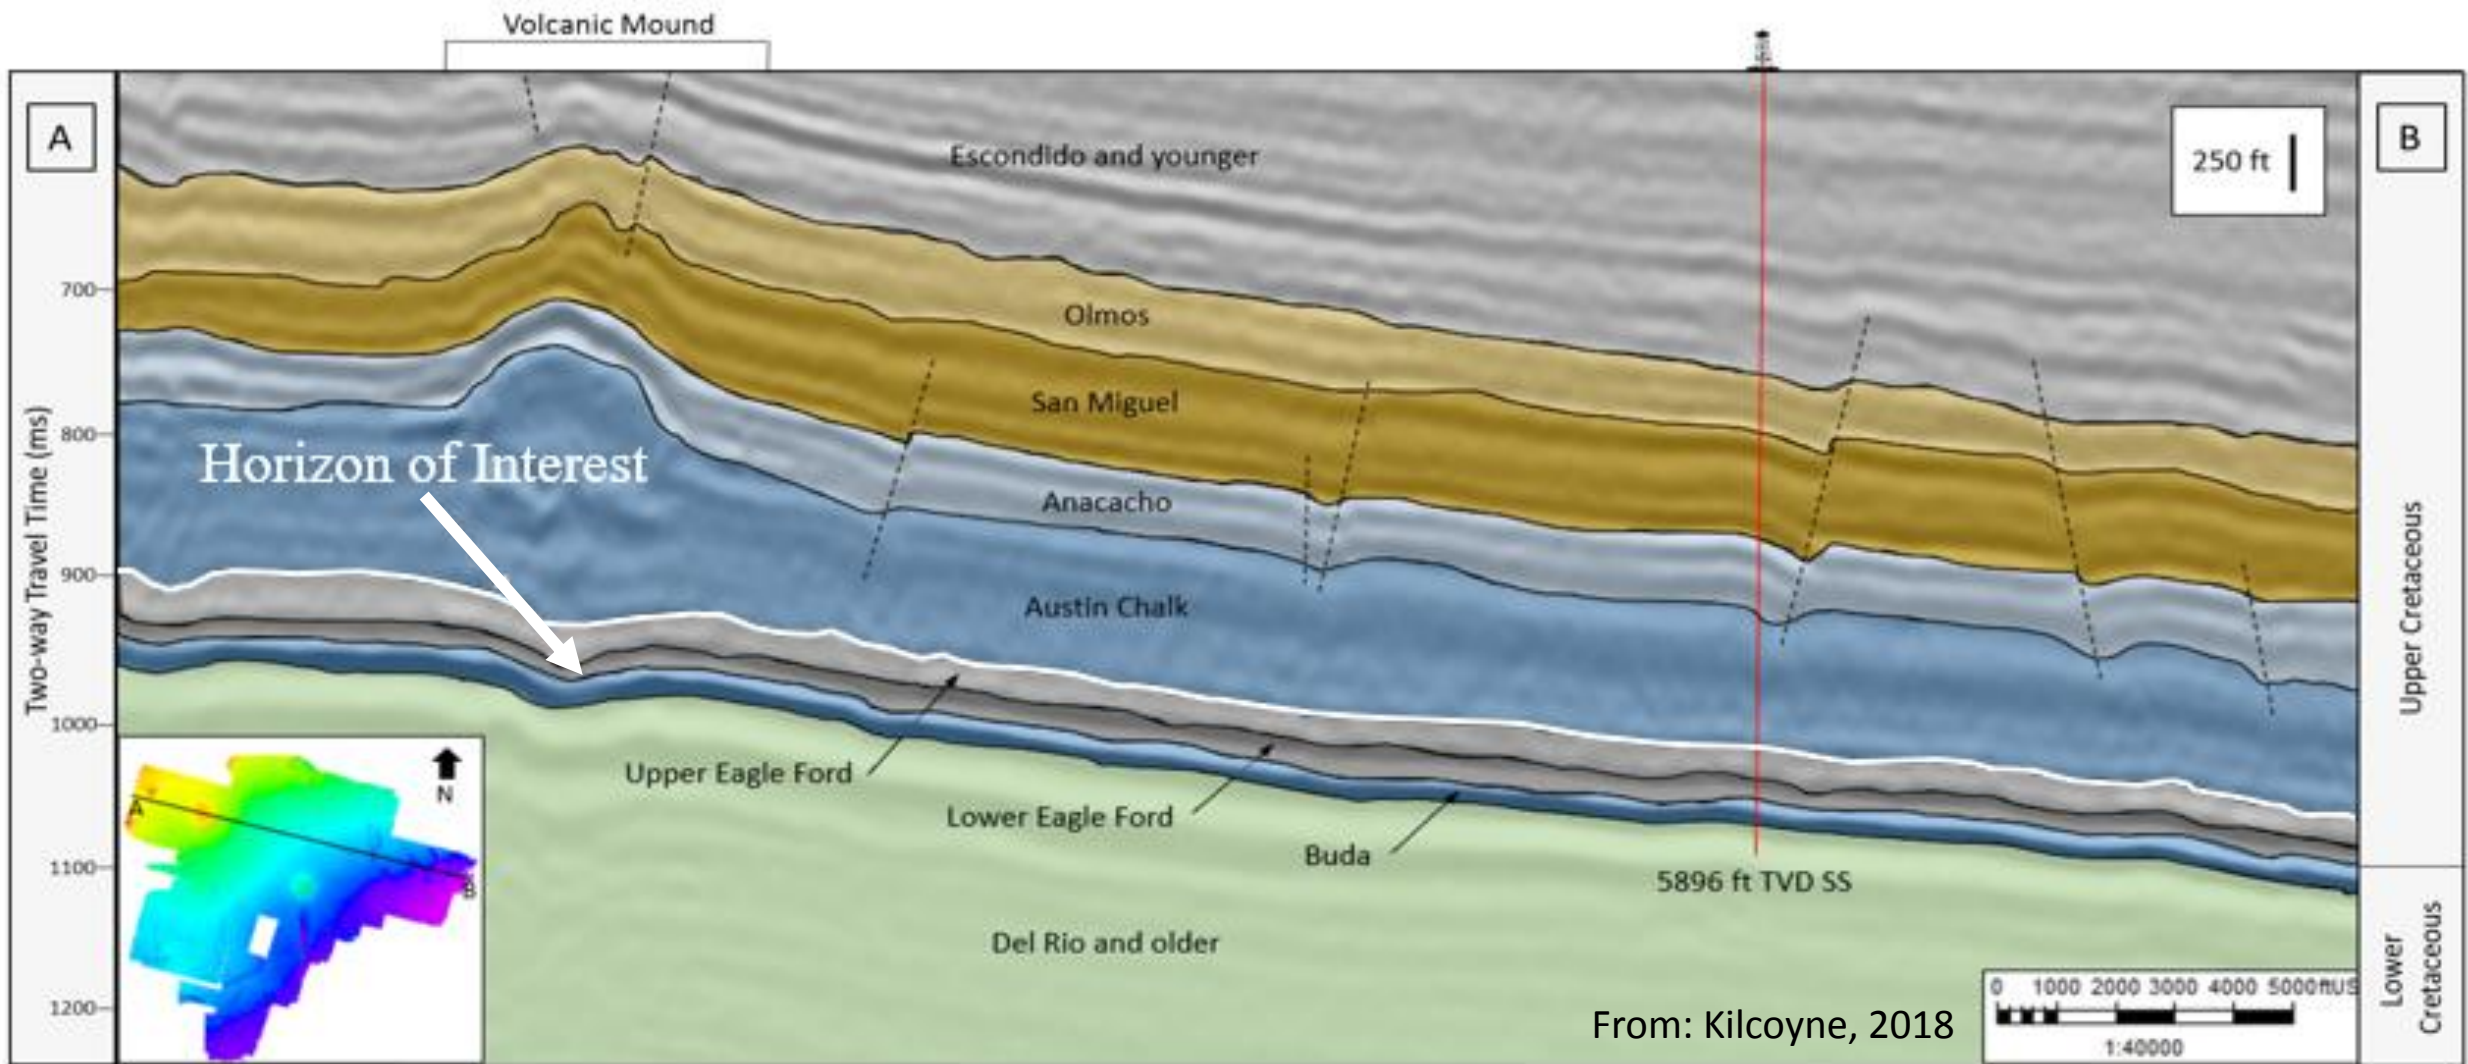 Volcanic Mound
A
B
250 ft
Escondido and younger
Olmos
San Miguel
Anacacho
Austin Chalk
Horizon of Interest
Two-way Travel Time (ms)
700
800
900
1000
1100
1200
Upper Eagle Ford
Lower Eagle Ford
Buda
5896 ft TVD SS
Del Rio and older
Upper Cretaceous
Lower
Cretaceous
N
A
B
From: Kilcoyne, 2018
0 1000 2000 3000 4000 5000ftUS
1:40000